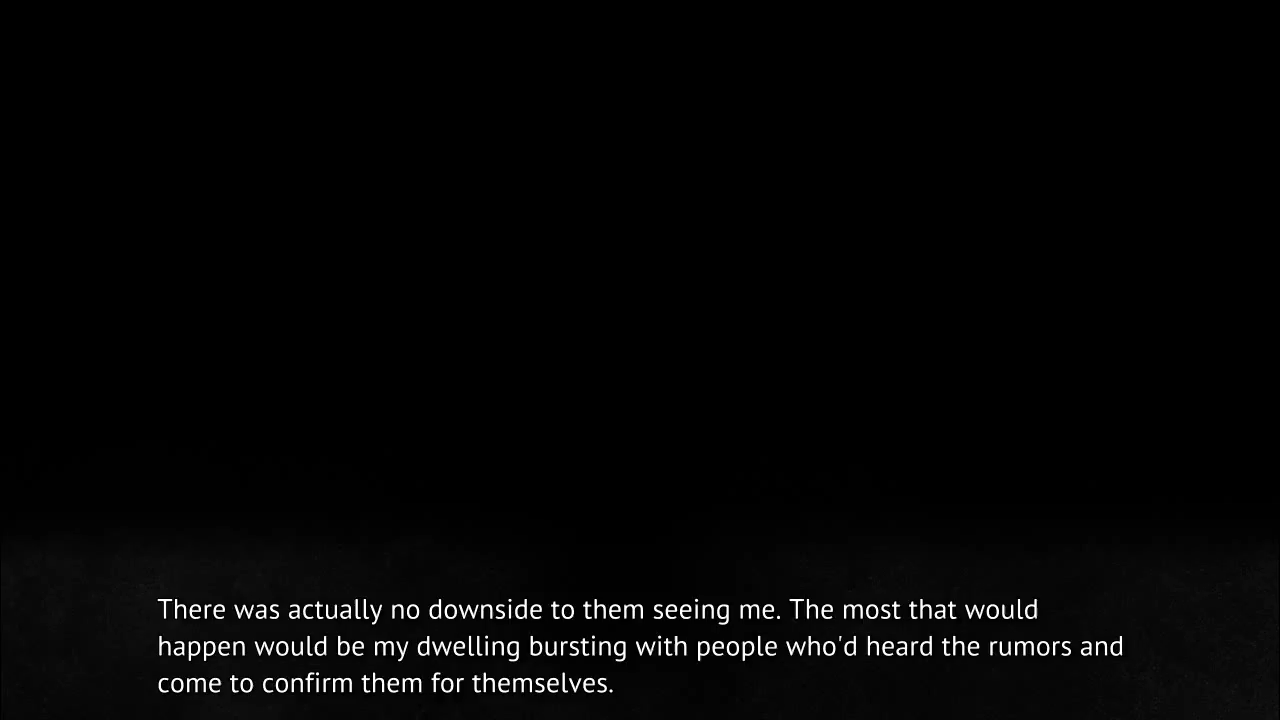 There was actually no downside to them seeing me. The most that would
happen would be my dwelling bursting with people who'd heard the rumors and
come to confirm them for themselves.